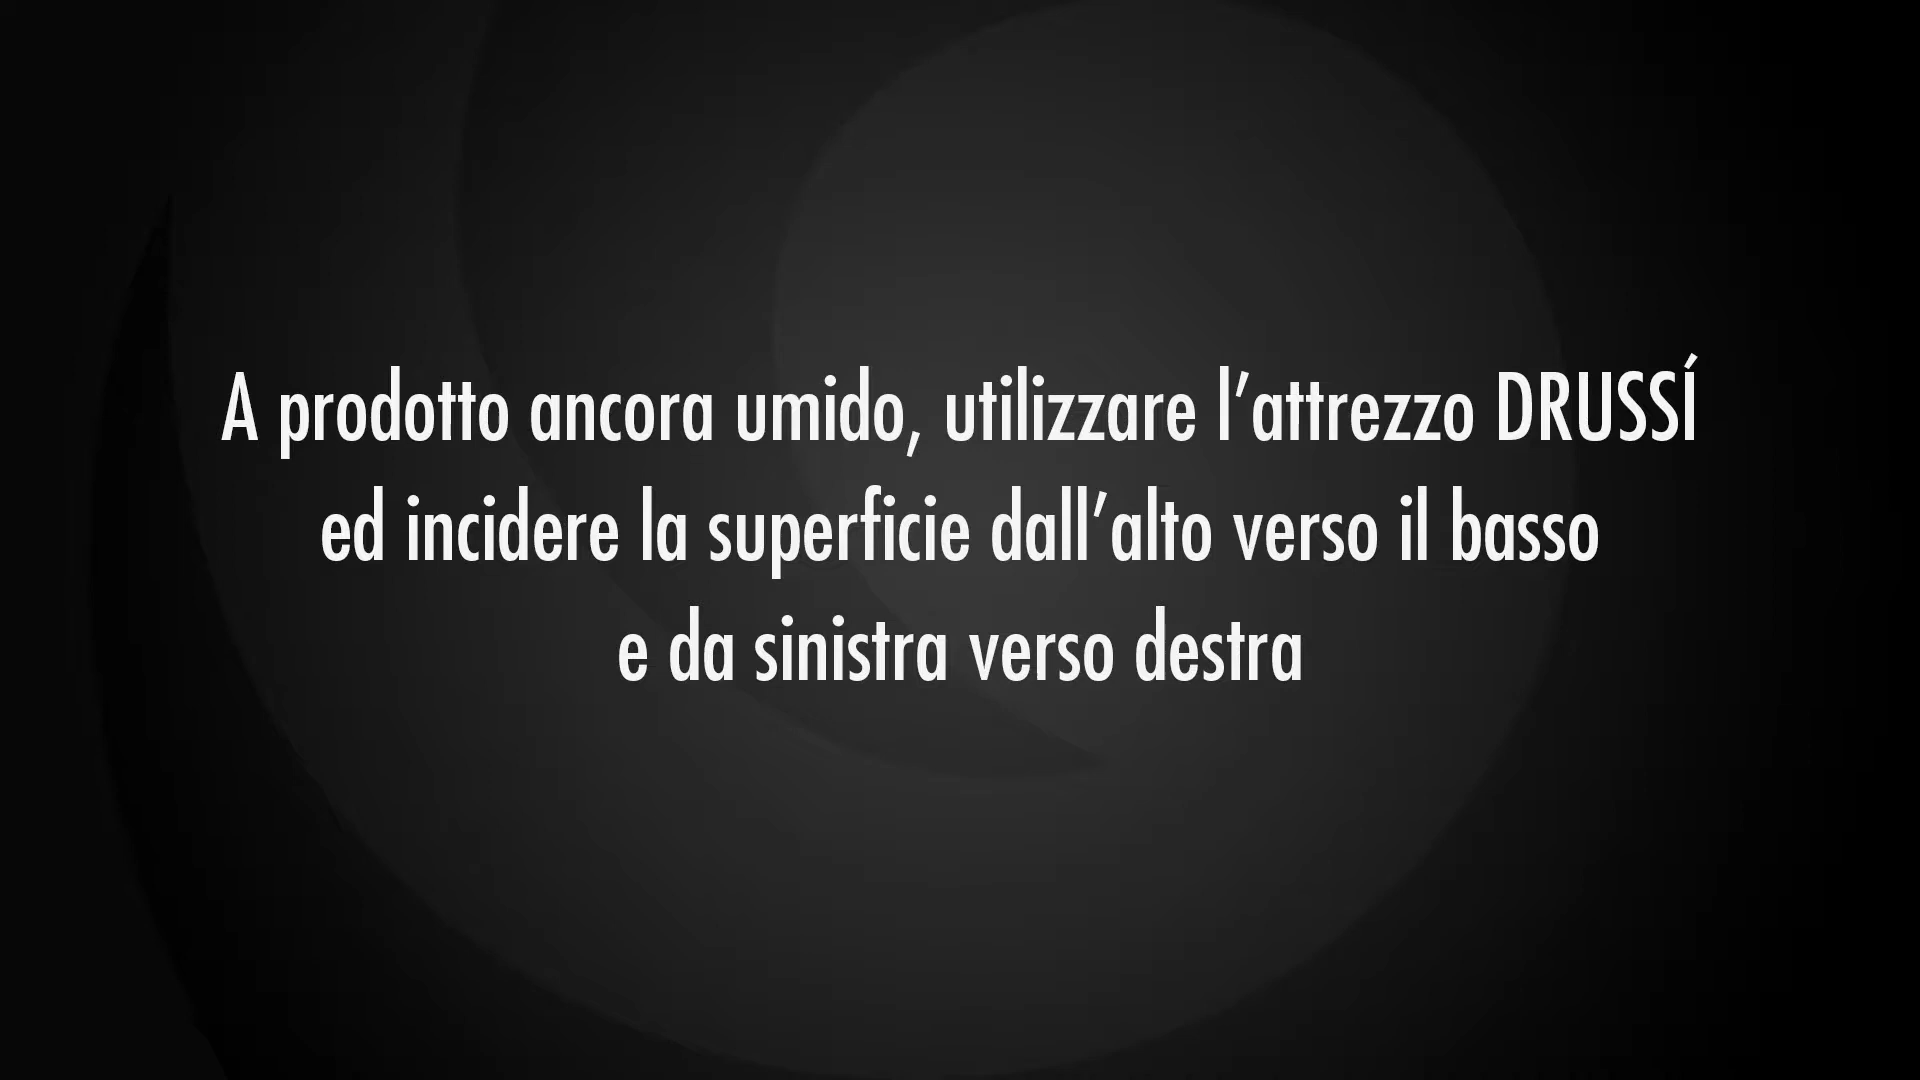 A prodotto ancora umido, utilizzare l’attrezzo DRUSSÍ
ed incidere la superficie dall’alto verso il basso
e da sinistra verso destra